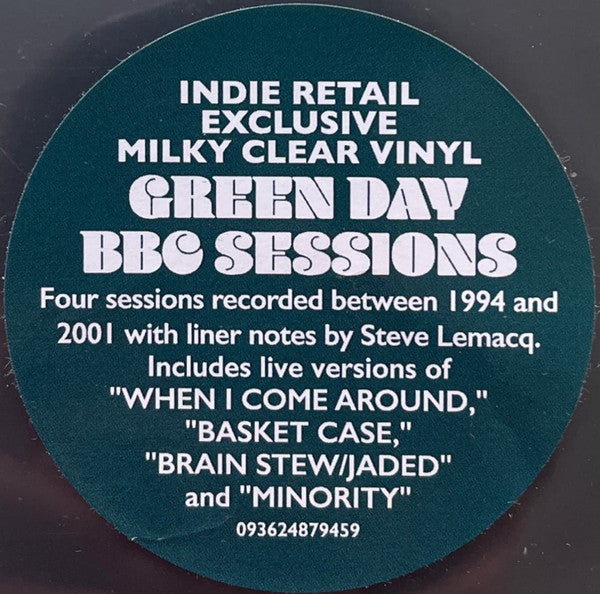 INDIE RETAIL
EXCLUSIVE
MILKY CLEAR VINYL
GREEN DAY
BBC SESSIONS
Four sessions recorded between 1994 and
2001 with liner notes by Steve Lemacq.
Includes live versions of
"WHEN I COME AROUND,"
"BASKET CASE,"
"BRAIN STEW/JADED"
and "MINORITY"
093624879459